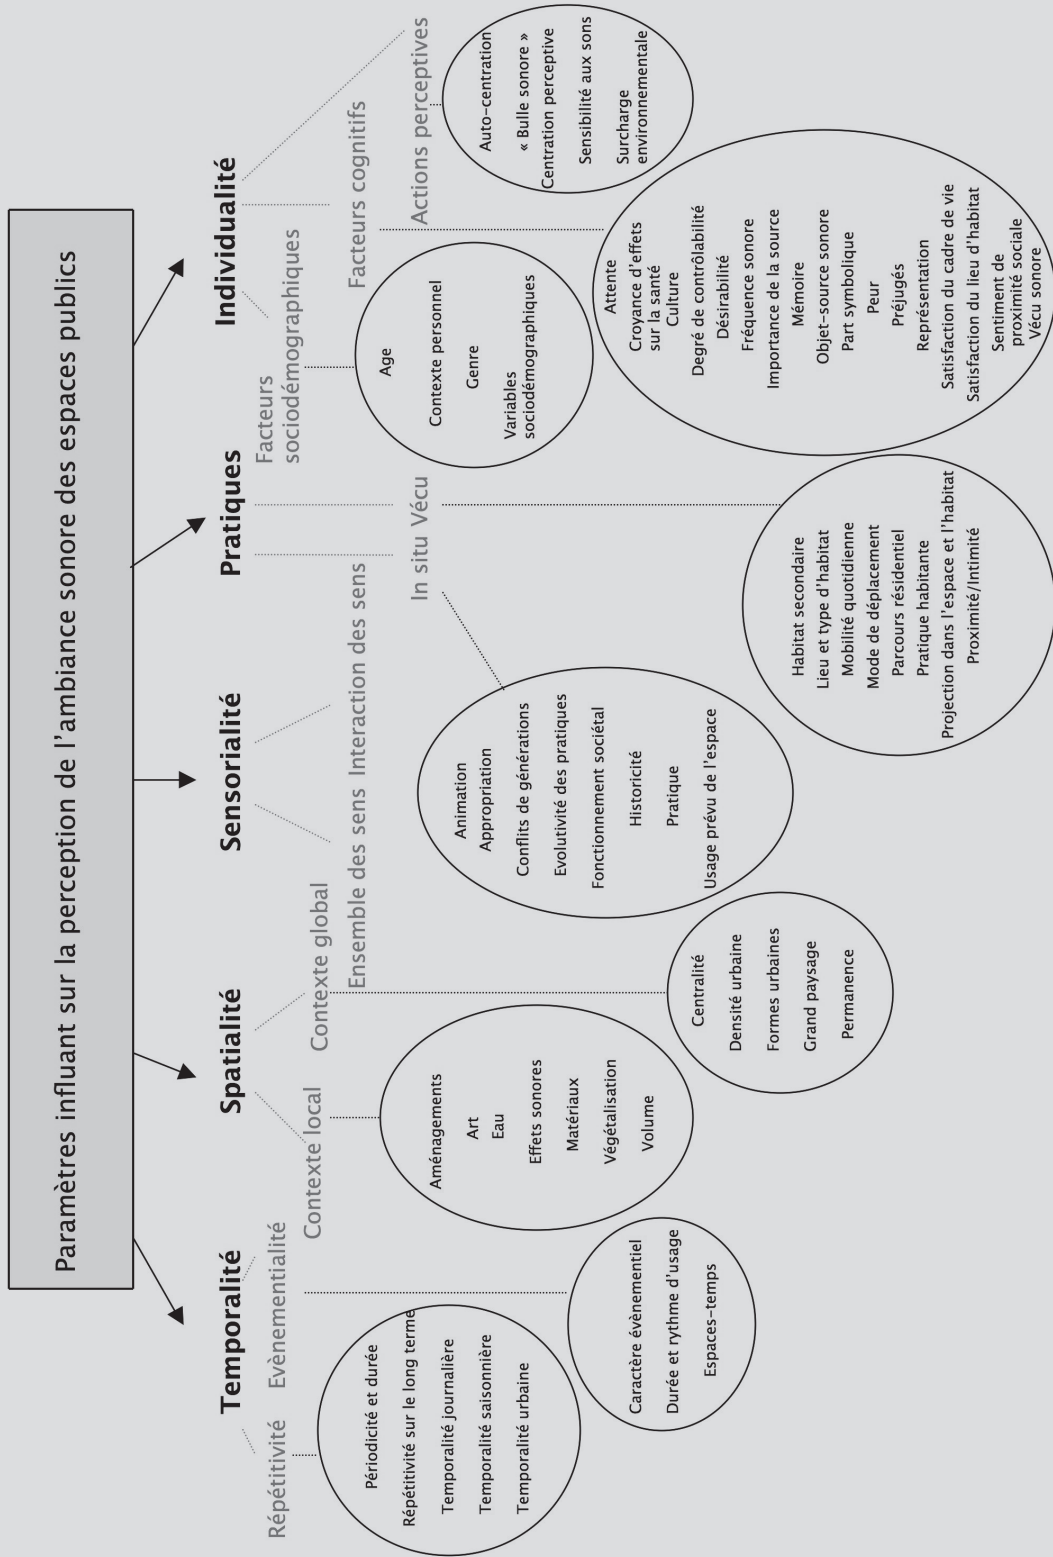 Paramètres influant sur la perception de l'ambiance sonore des espaces publics
Temporalité
Spatialité
Sensorialité
Pratiques
Individualité
Répétitivité
Evènementialité
Contexte local
Contexte global
Ensemble des sens
Interaction des sens
In situ
Vécu
Facteurs
sociodémographiques
Facteurs cognitifs
Actions perceptives
Périodicité et durée
Répétitivité sur le long terme
Temporalité journalière
Temporalité saisonnière
Temporalité urbaine
Caractère évènementiel
Durée et rythme d'usage
Espaces-temps
Aménagements
Art
Eau
Effets sonores
Matériaux
Végétalisation
Volume
Centralité
Densité urbaine
Formes urbaines
Grand paysage
Permanence
Animation
Appropriation
Conflits de générations
Evolutivité des pratiques
Fonctionnement sociétal
Historicité
Pratique
Usage prévu de l'espace
Habitat secondaire
Lieu et type d'habitat
Mobilité quotidienne
Mode de déplacement
Parcours résidentiel
Pratique habitante
Projection dans l'espace et l'habitat
Proximité/Intimité
Age
Contexte personnel
Genre
Variables
sociodémographiques
Attente
Croyance d'effets
sur la santé
Culture
Degré de contrôlabilité
Désirabilité
Fréquence sonore
Importance de la source
Mémoire
Objet-source sonore
Part symbolique
Peur
Préjugés
Représentation
Satisfaction du cadre de vie
Satisfaction du lieu d'habitat
Sentiment de
proximité sociale
Vécu sonore
Auto-centration
« Bulle sonore »
Centration perceptive
Sensibilité aux sons
Surcharge
environnementale